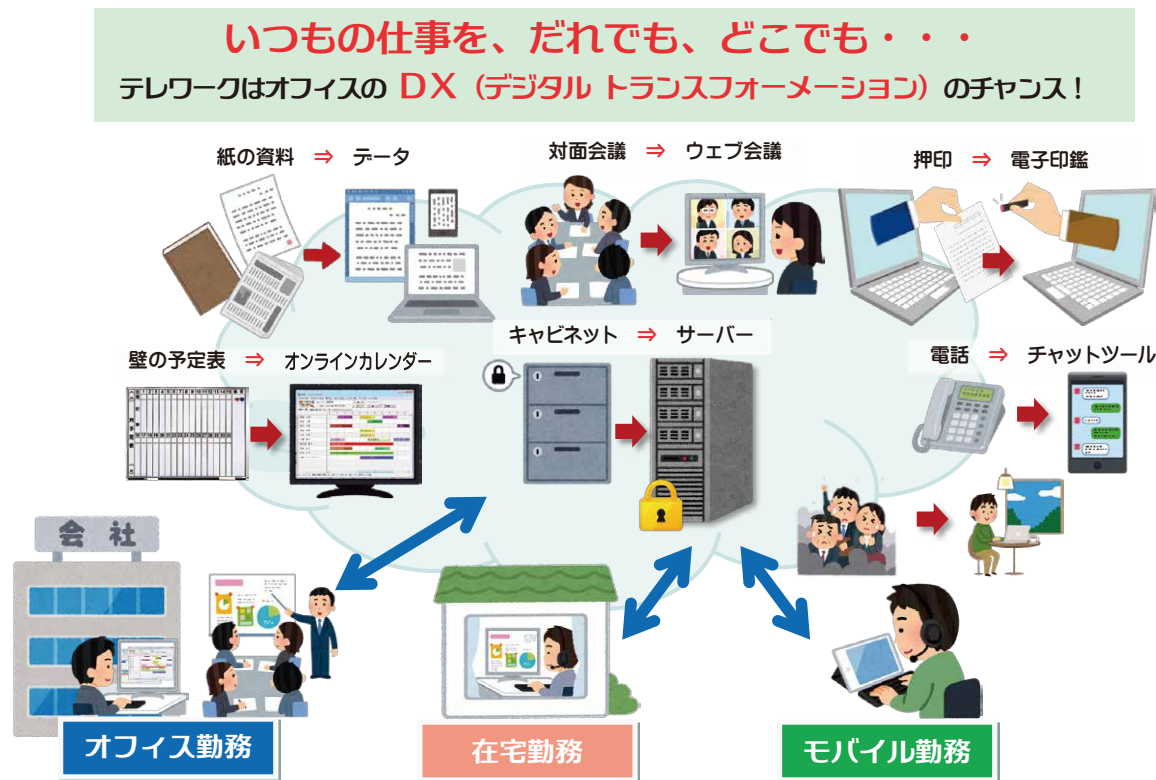 いつもの仕事を、だれでも、どこでも・・・
テレワークはオフィスの DX（デジタル トランスフォーメーション）のチャンス！
紙の資料 ⇒ データ
対面会議 ⇒ ウェブ会議
押印 ⇒ 電子印鑑
壁の予定表 ⇒ オンラインカレンダー
キャビネット ⇒ サーバー
電話 ⇒ チャットツール
会社
オフィス勤務
在宅勤務
モバイル勤務